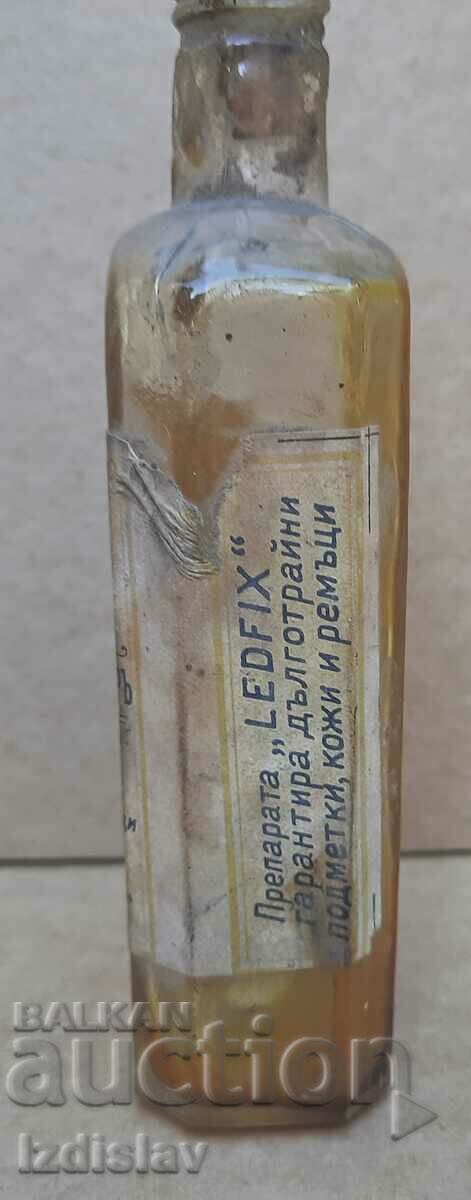 Препарата „LEDFIX“
гарантира дълготрайни
подметки, кожи и ремъци
BALKAN
auction
Izdislav